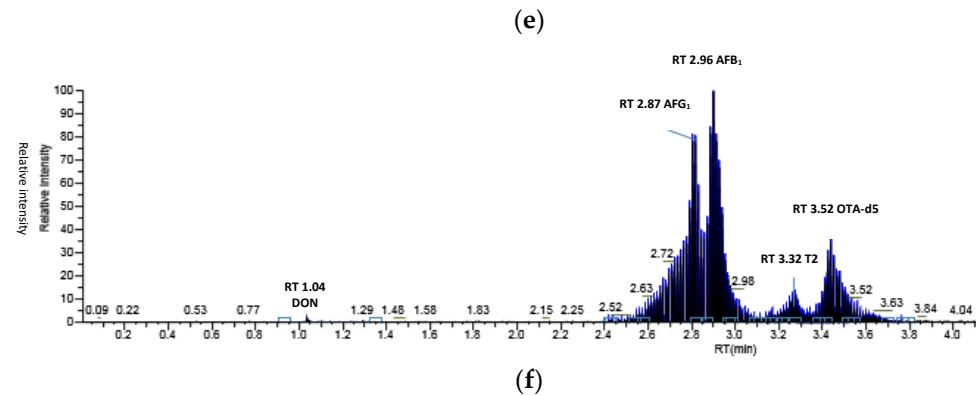 (e)
RT 2.96 AFB₁
RT 2.87 AFG₁
100
90
80
70
60
50
40
30
20
10
0
Relative intensity
Relative Intensity
RT 3.52 OTA-d5
RT 3.32 T2
RT 1.04
DON
2.72
2.63
2.98
0.09 0.22 0.53 0.77 1.29 1.48 1.58 1.83 2.15 2.25 2.52 3.52 3.63 3.84 4.04
0.2 0.4 0.6 0.8 1.0 1.2 1.4 1.6 1.8 2.0 2.2 2.4 2.6 2.8 3.0 3.2 3.4 3.6 3.8 4.0
RT(min)
(f)